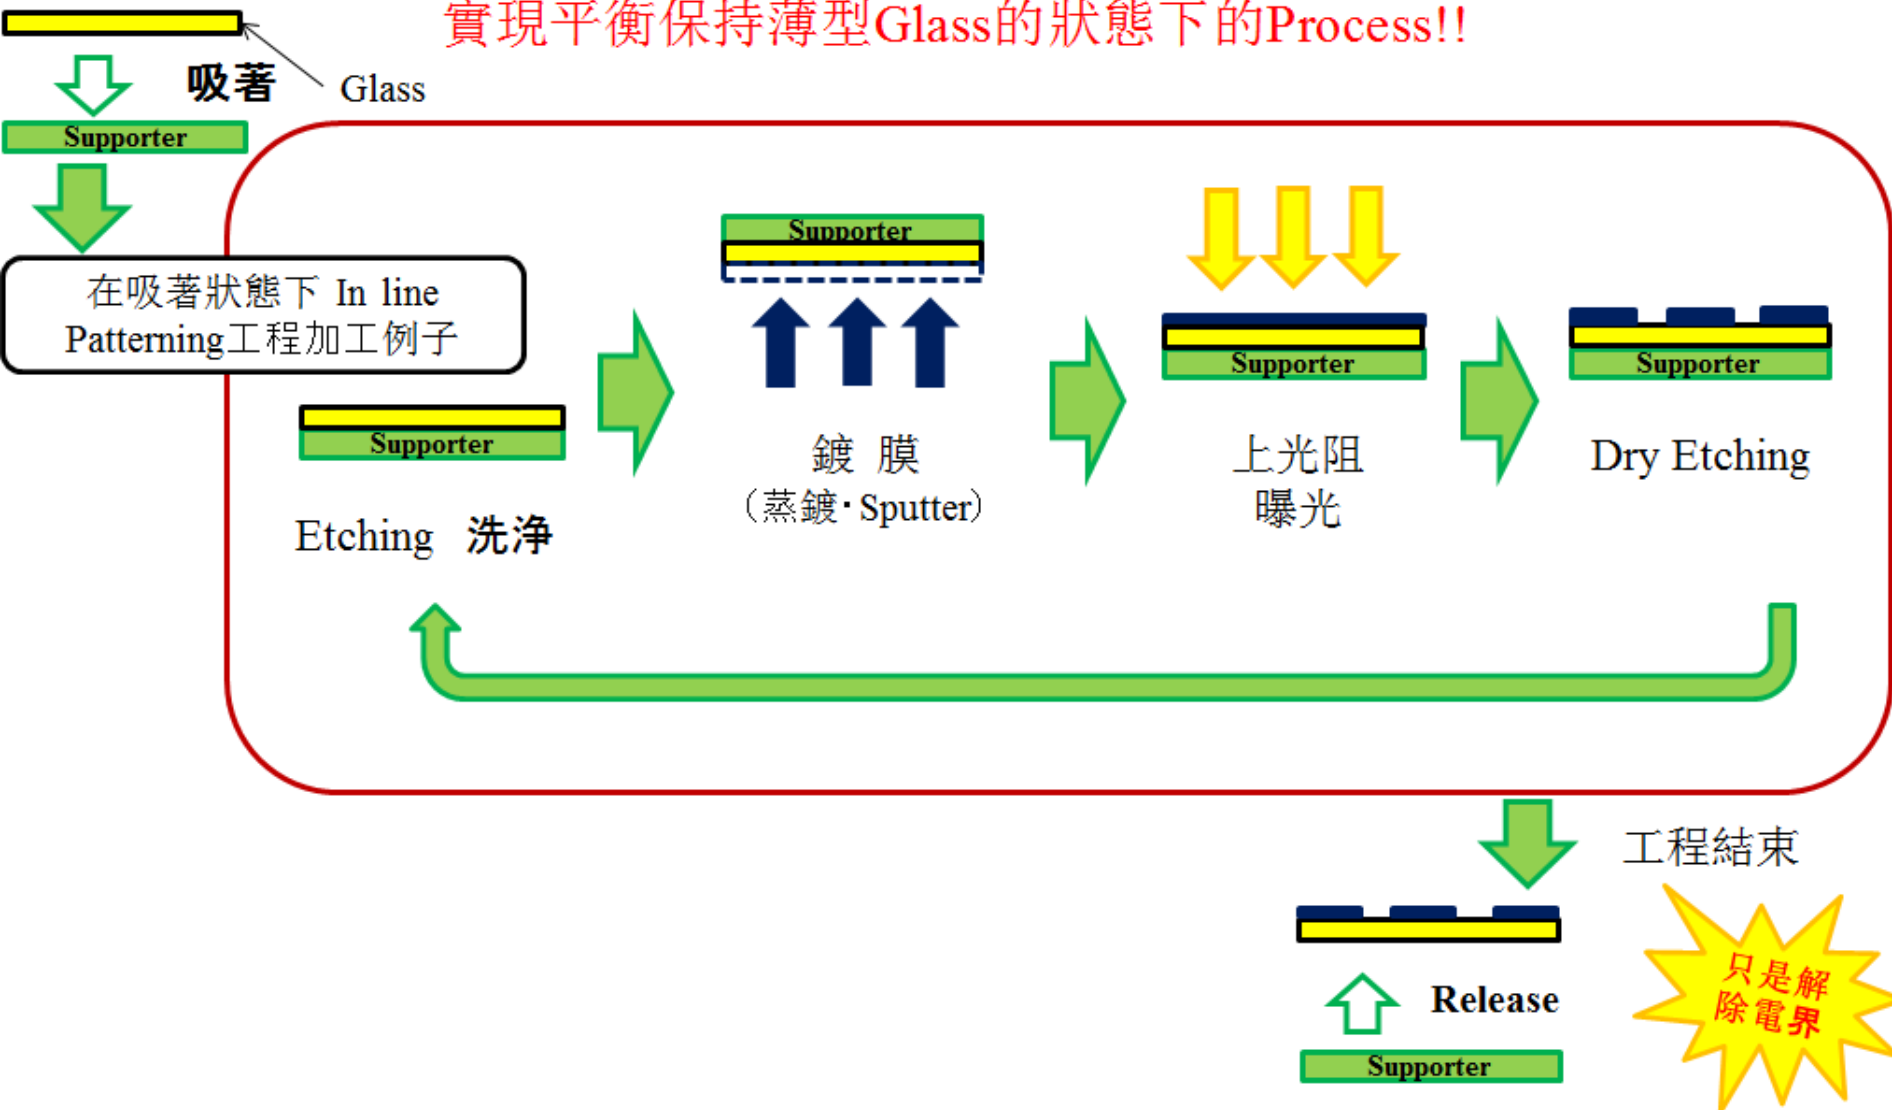 實現平衡保持薄型Glass的狀態下的Process!!
吸著
Glass
Supporter
在吸著狀態下 In line
Patterning工程加工例子
Supporter
Etching 洗浄
Supporter
鍍 膜
(蒸鍍・Sputter)
Supporter
上光阻
曝光
Supporter
Dry Etching
工程結束
Release
Supporter
只是解
除電界